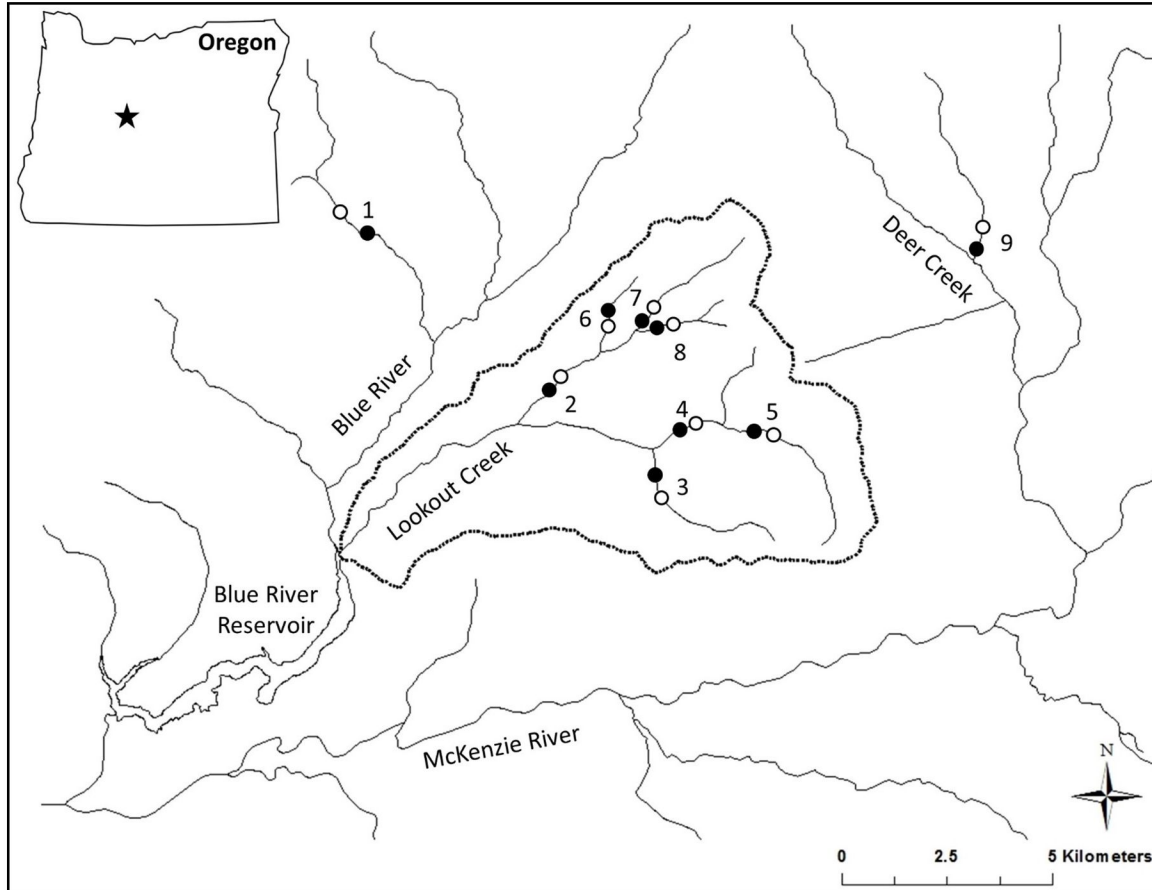 Oregon
1
Deer Creek
9
7
6
8
Blue River
2
4
5
Lookout Creek
3
Blue River
Reservoir
McKenzie River
N
0 2.5 5 Kilometers